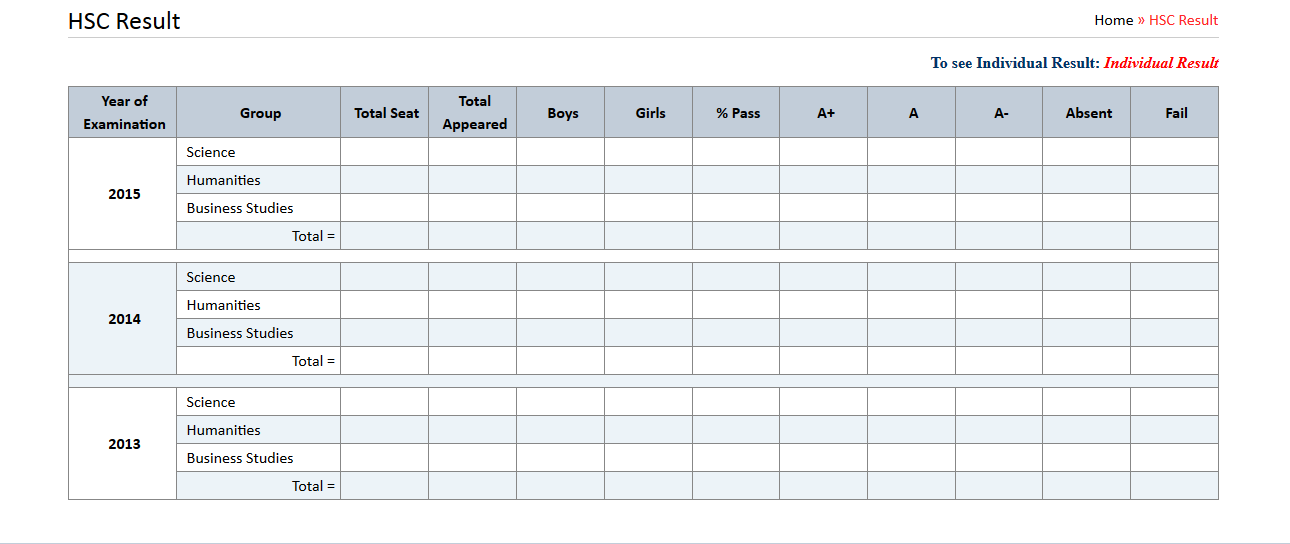 HSC Result
Home » HSC Result
To see Individual Result: Individual Result
Year of Examination Group Total Seat Total Appeared Boys Girls % Pass A+ A A- Absent Fail
2015
Science
Humanities
Business Studies
Total =
2014
Science
Humanities
Business Studies
Total =
2013
Science
Humanities
Business Studies
Total =